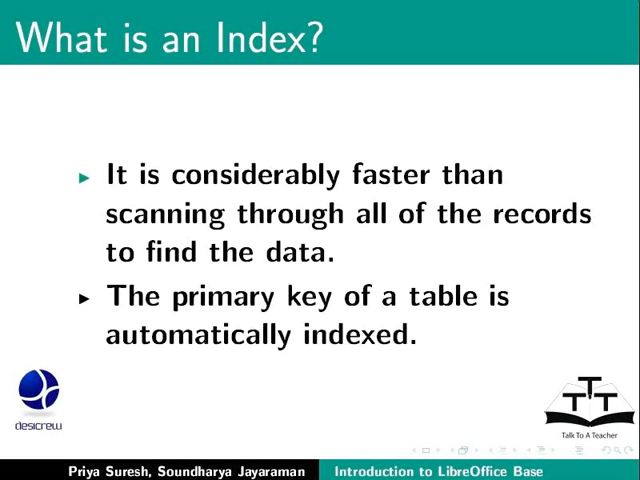 What is an Index?
It is considerably faster than
scanning through all of the records
to find the data.
The primary key of a table is
automatically indexed.
desicrew
T T T
Talk To A Teacher
Priya Suresh, Soundharya Jayaraman Introduction to LibreOffice Base